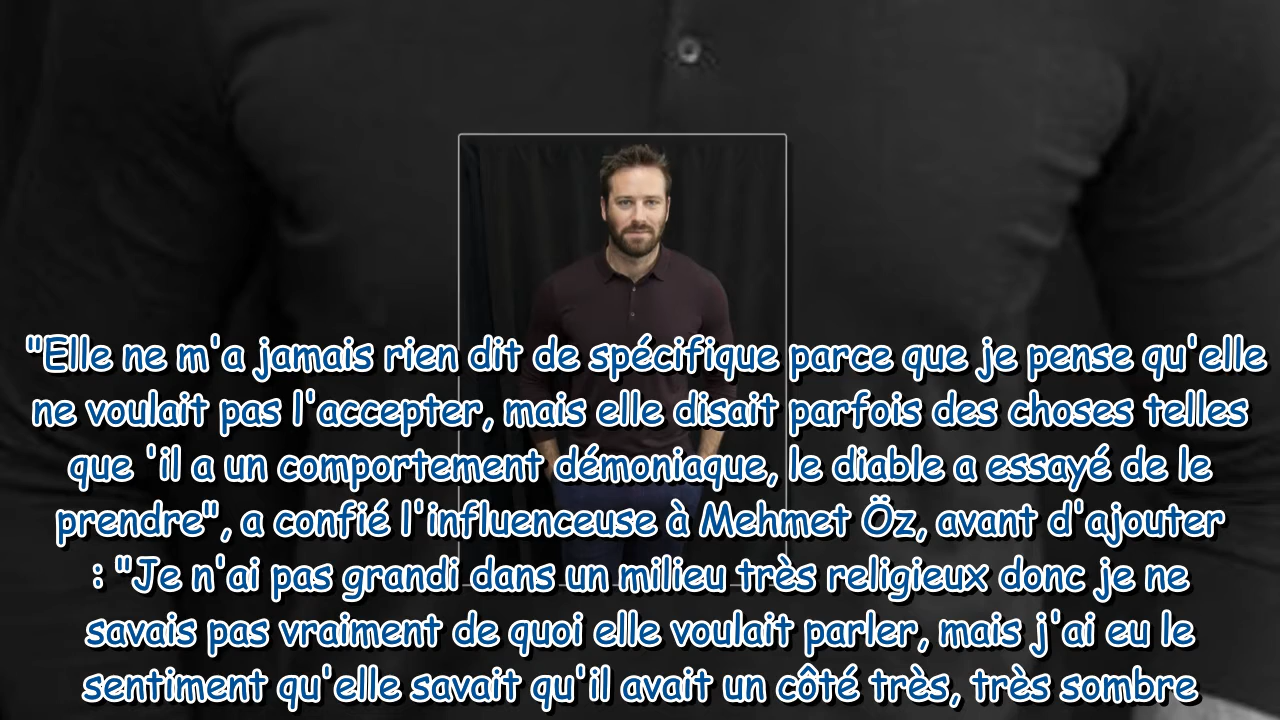 "Elle ne m'a jamais rien dit de spécifique parce que je pense qu'elle
ne voulait pas l'accepter, mais elle disait parfois des choses telles
que 'il a un comportement démoniaque, le diable a essayé de le
prendre", a confié l'influenceuse à Mehmet Öz, avant d'ajouter
: "Je n'ai pas grandi dans un milieu très religieux donc je ne
savais pas vraiment de quoi elle voulait parler, mais j'ai eu le
sentiment qu'elle savait qu'il avait un côté très, très sombre